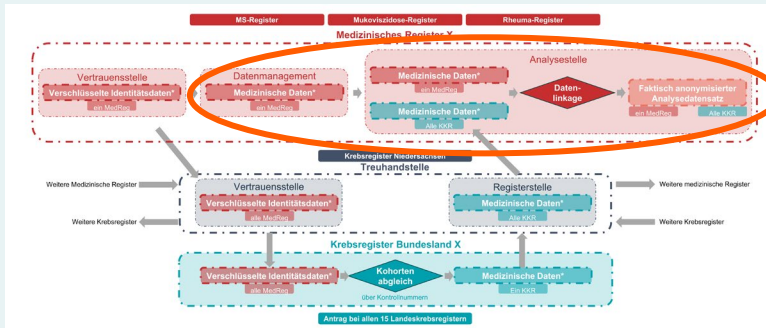 MS-Register
Mukoviszidose-Register
Rheuma-Register
Medizinisches Register X
Vertrauensstelle
Verschlüsselte Identitätsdaten*
ein MedReg
Datenmanagement
Medizinische Daten*
ein MedReg
Analysestelle
Medizinische Daten*
ein MedReg
Medizinische Daten*
Alle KKR
Daten-
linkage
Faktisch anonymisierter
Analysedatensatz
ein MedReg
Alle KKR
Krebsregister Niedersachsen
Treuhandstelle
Weitere Medizinische Register
Weitere Krebsregister
Vertrauensstelle
Verschlüsselte Identitätsdaten*
alle MedReg
Registerstelle
Medizinische Daten*
Alle KKR
Weitere medizinische Register
Weitere Krebsregister
Krebsregister Bundesland X
Verschlüsselte Identitätsdaten*
alle MedReg
Kohorten
abgleich
über Kontrollnummern
Medizinische Daten*
Ein KKR
Antrag bei allen 15 Landeskrebsregistern